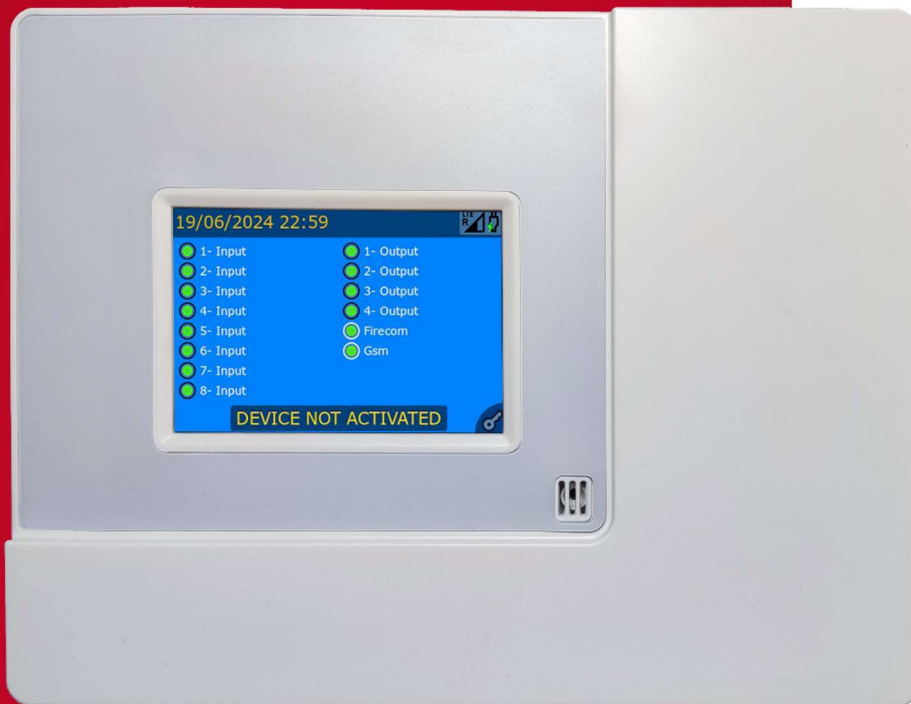 19/06/2024 22:59
LTE
R
1- Input
2- Input
3- Input
4- Input
5- Input
6- Input
7- Input
8- Input
1- Output
2- Output
3- Output
4- Output
Firecom
Gsm
DEVICE NOT ACTIVATED